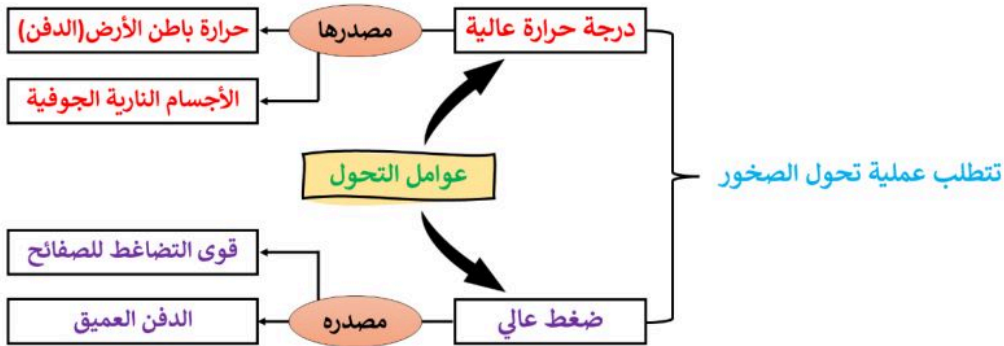 تتطلب عملية تحول الصخور
عوامل التحول
درجة حرارة عالية
مصدرها
حرارة باطن الأرض(الدفن)
الأجسام النارية الجوفية
ضغط عالي
مصدره
قوى التضاغط للصفائح
الدفن العميق